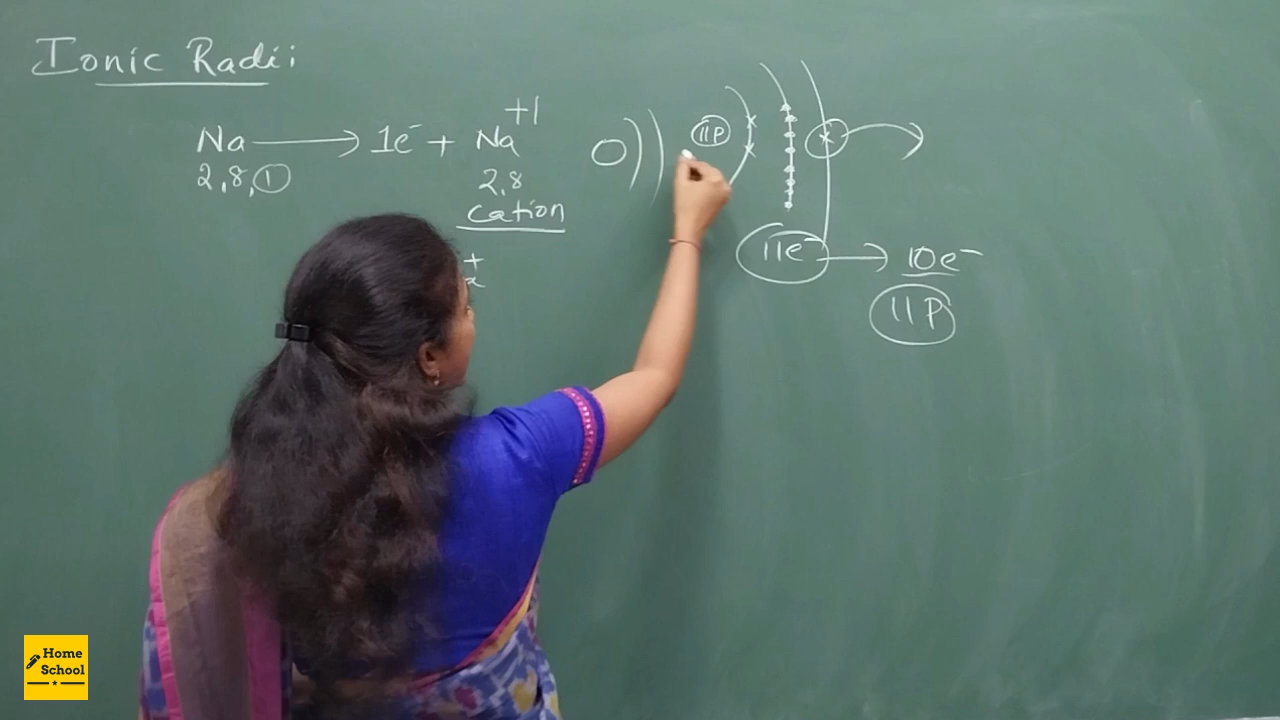 Ionic Radii
Na → 1e⁻ + Na⁺¹
2,8,1
2,8
cation
11P
11e⁻ → 10e⁻
11P
Home
School